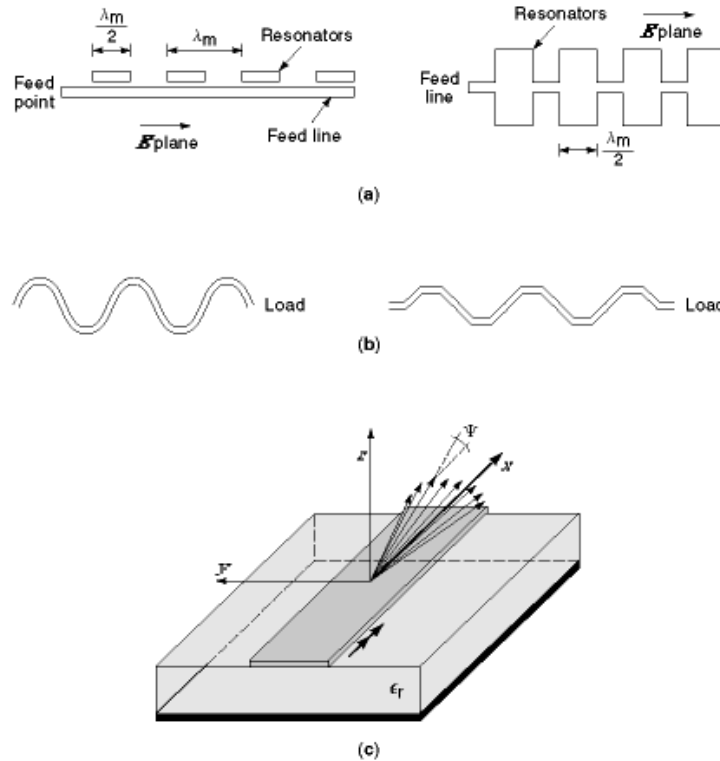 λm
2
λm
Resonators
Feed
point
E plane
Feed line
(a)
Resonators
E plane
Feed
line
λm
2
Load
(b)
Load
z
Ψ
x
y
ϵr
(c)